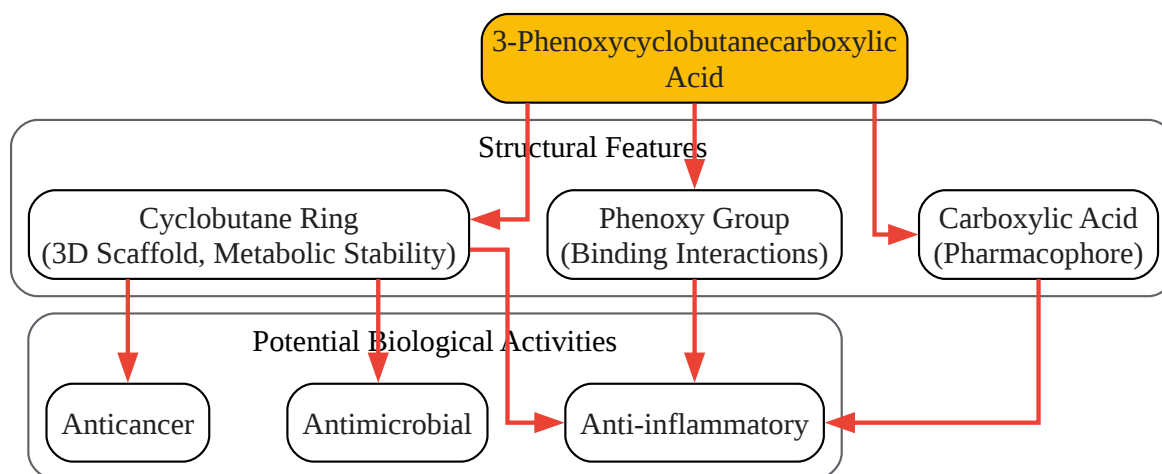 3-Phenoxycyclobutanecarboxylic
Acid
Structural Features
Cyclobutane Ring
(3D Scaffold, Metabolic Stability)
Phenoxy Group
(Binding Interactions)
Carboxylic Acid
(Pharmacophore)
Potential Biological Activities
Anticancer
Antimicrobial
Anti-inflammatory